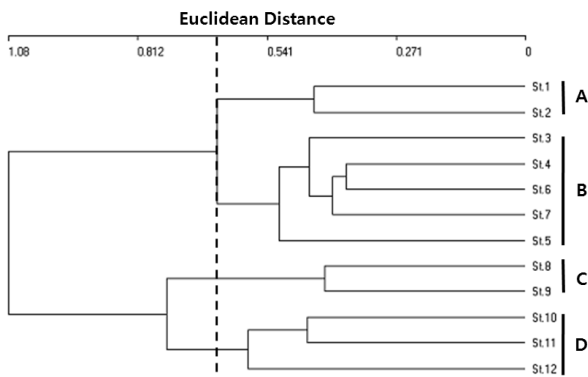 Euclidean Distance
1.08 0.812 0.541 0.271 0
St.1
St.2
A
St.3
St.4
St.6
St.7
St.5
B
St.8
St.9
C
St.10
St.11
St.12
D